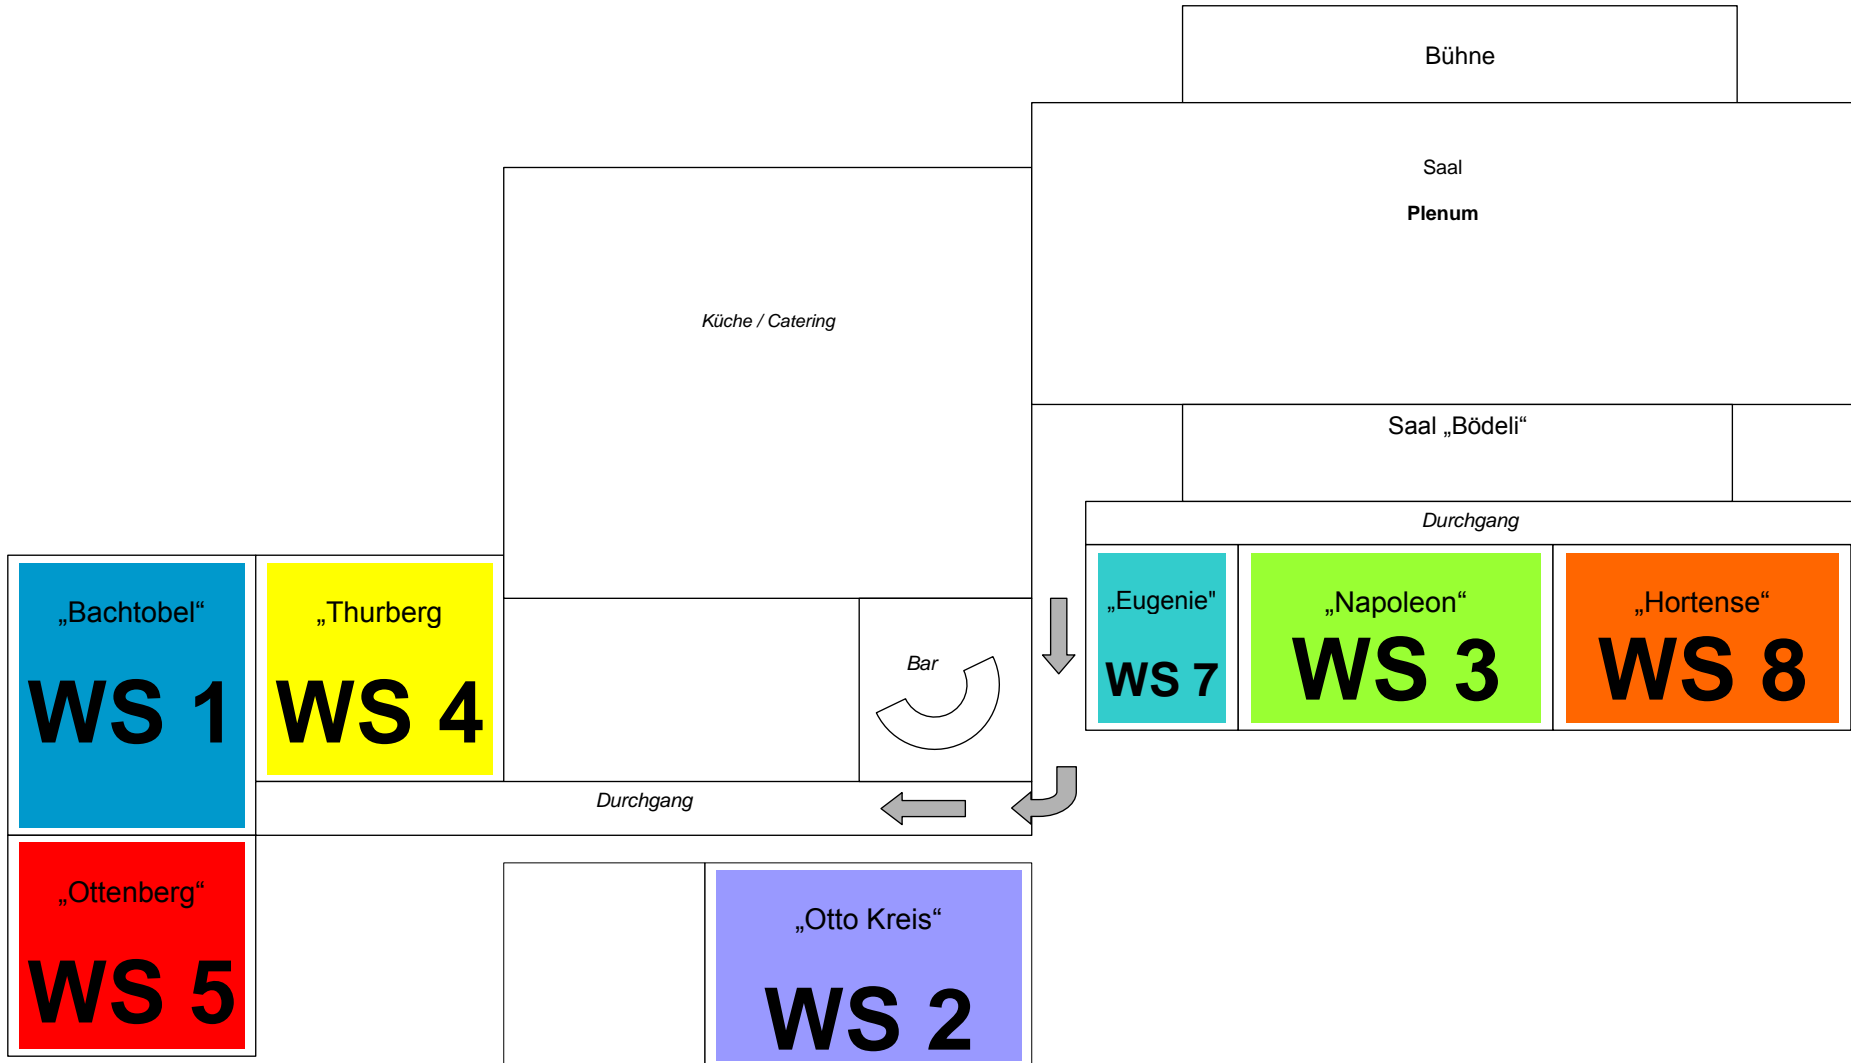 Bühne
Saal
Plenum
Küche / Catering
Saal „Bödeli“
Durchgang
„Bachtobel“
WS 1
„Thurberg
WS 4
Bar
„Eugenie"
WS 7
„Napoleon“
WS 3
„Hortense“
WS 8
Durchgang
„Ottenberg“
WS 5
„Otto Kreis“
WS 2